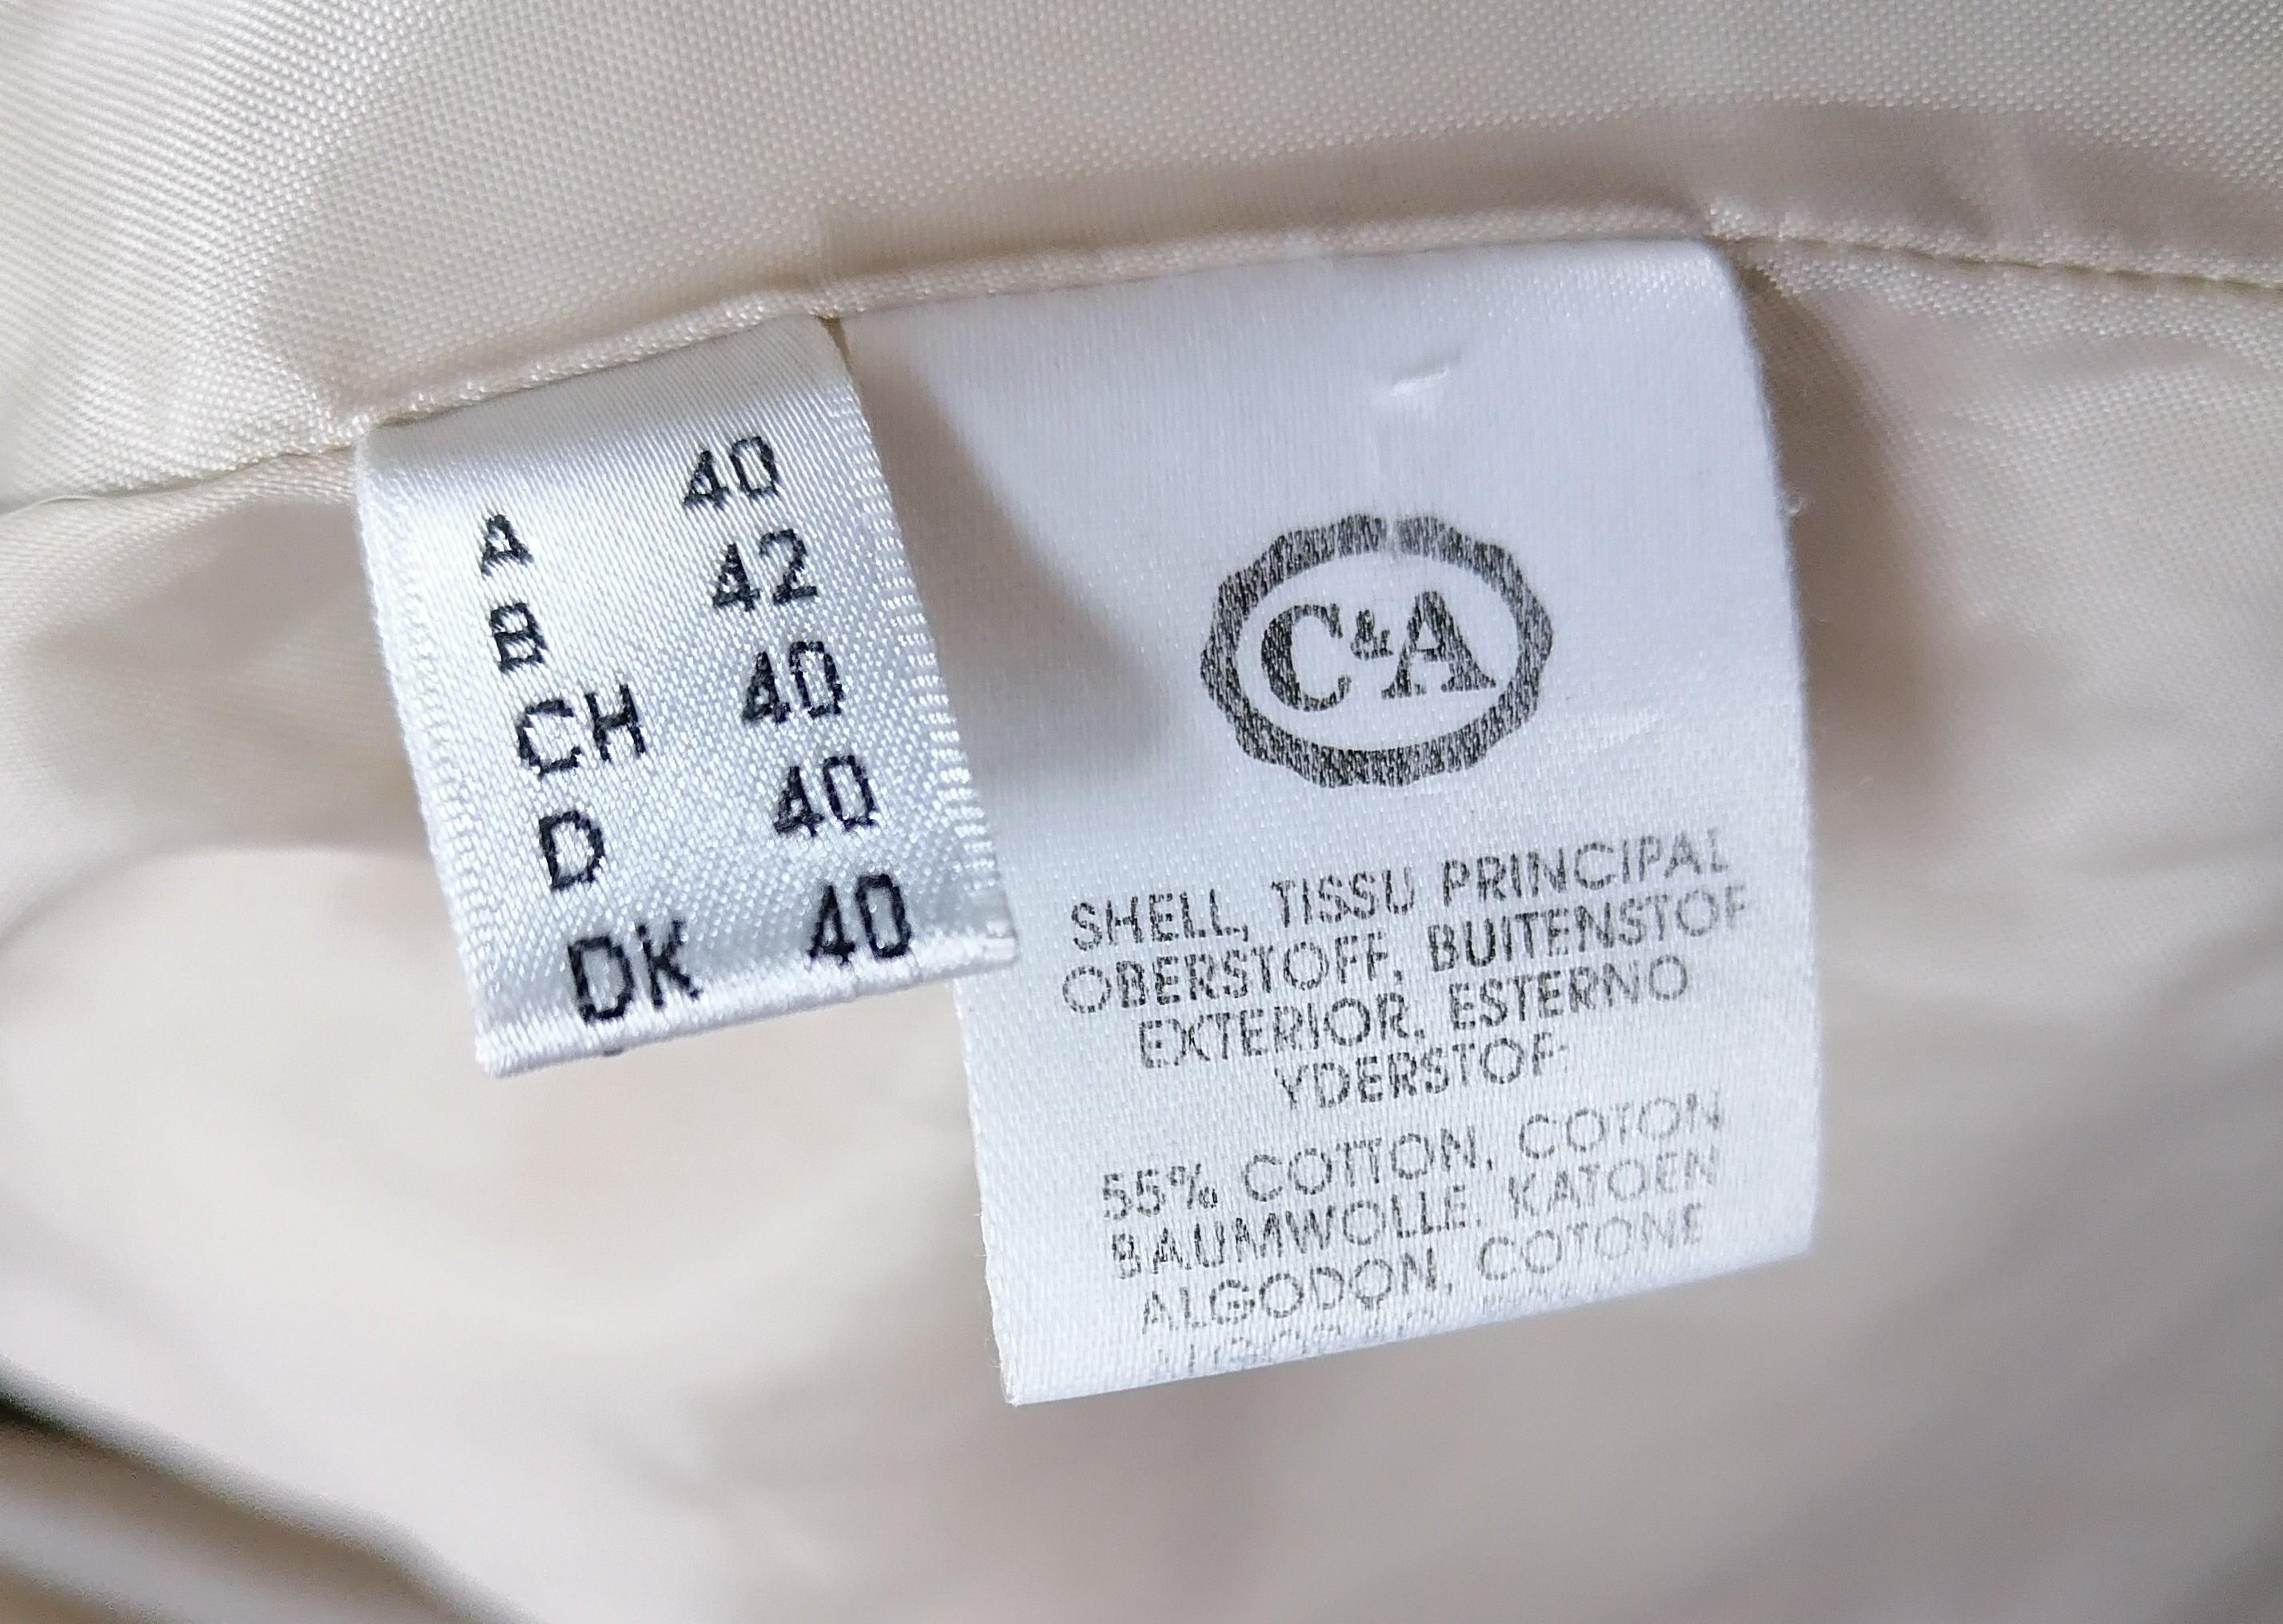 A 40
B 42
CH 40
D 40
DK 40
C&A
SHELL, TISSU PRINCIPAL
OBERSTOFF, BUITENSTOF
EXTERIOR, ESTERNO
YDERSTOF:
55% COTTON, COTON
BAUMWOLLE, KATOEN
ALGODON, COTONE